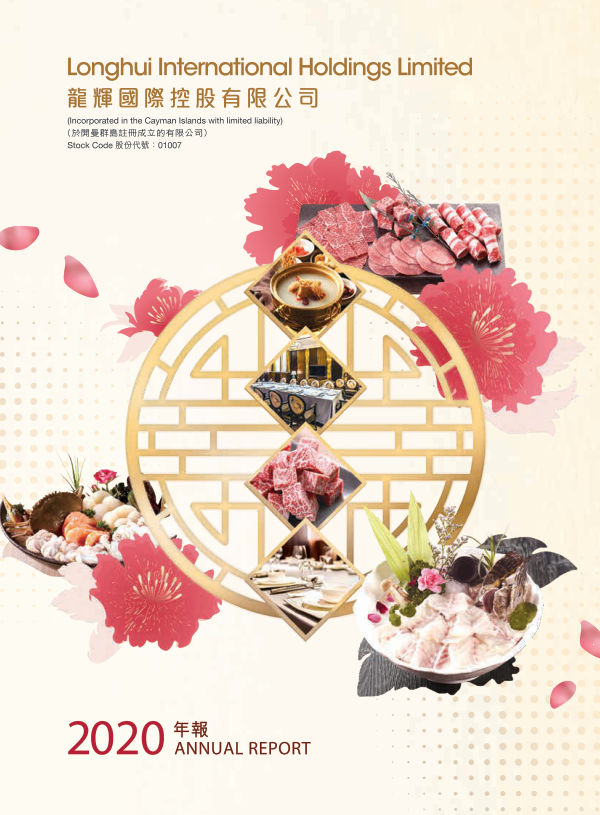 Longhui International Holdings Limited
龍輝國際控股有限公司
(Incorporated in the Cayman Islands with limited liability)
（於開曼群島註冊成立的有限公司）
Stock Code 股份代號：01007
2020 年報
ANNUAL REPORT